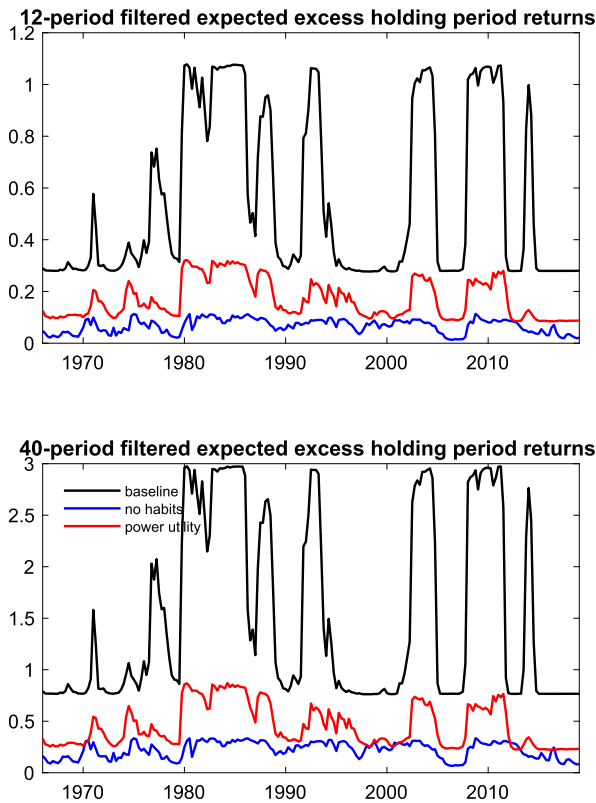 12-period filtered expected excess holding period returns
1.2
1
0.8
0.6
0.4
0.2
0
1970 1980 1990 2000 2010
40-period filtered expected excess holding period returns
3
baseline
2.5
no habits
power utility
2
1.5
1
0.5
0
1970 1980 1990 2000 2010